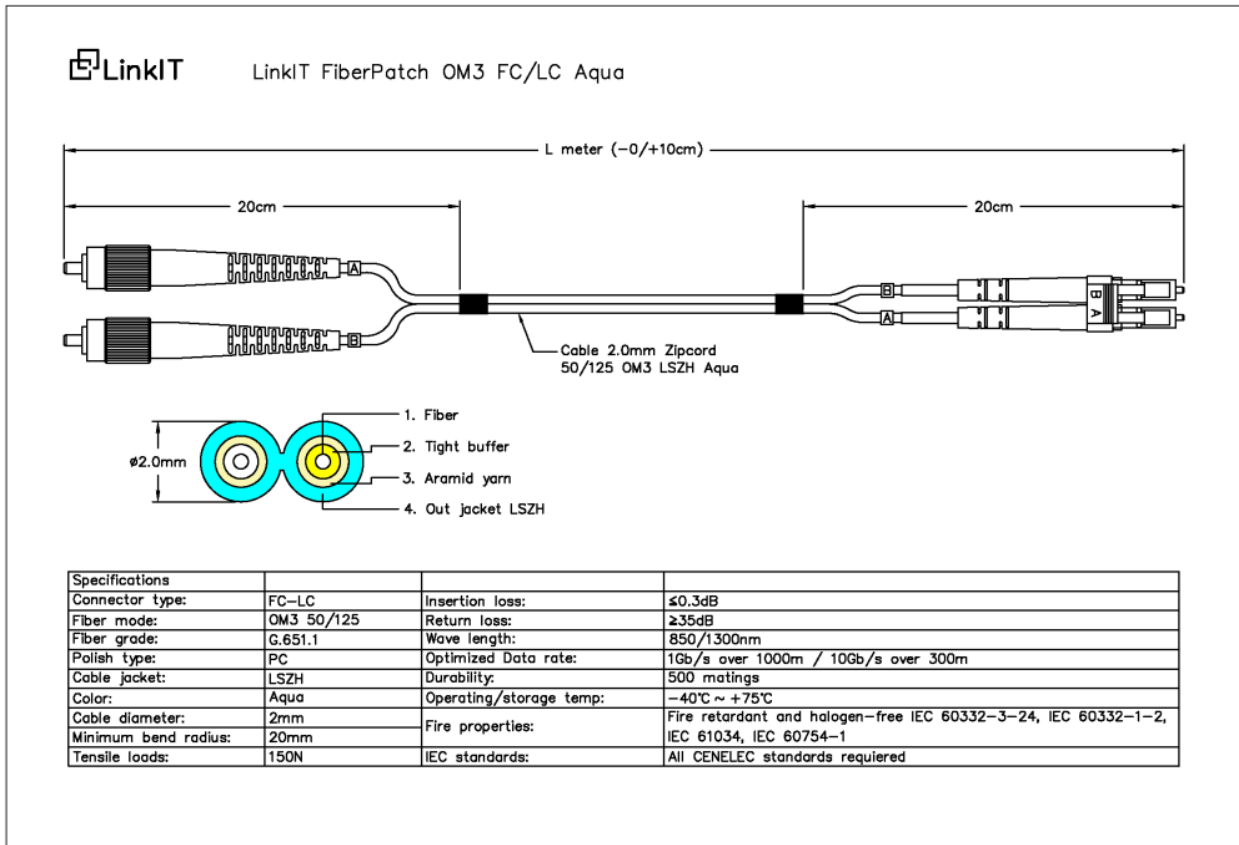 LinkIT
LinkIT FiberPatch OM3 FC/LC Aqua
L meter (-0/+10cm)
20cm
20cm
A
B
B
A
B
A
Cable 2.0mm Zipcord
50/125 OM3 LSZH Aqua
1. Fiber
2. Tight buffer
3. Aramid yarn
4. Out jacket LSZH
ø2.0mm
Specifications
Connector type: FC-LC Insertion loss: ≤0.3dB
Fiber mode: OM3 50/125 Return loss: ≥35dB
Fiber grade: G.651.1 Wave length: 850/1300nm
Polish type: PC Optimized Data rate: 1Gb/s over 1000m / 10Gb/s over 300m
Cable jacket: LSZH Durability: 500 matings
Color: Aqua Operating/storage temp: -40℃ ~ +75℃
Cable diameter: 2mm Fire properties: Fire retardant and halogen-free IEC 60332-3-24, IEC 60332-1-2,
Minimum bend radius: 20mm IEC 61034, IEC 60754-1
Tensile loads: 150N IEC standards: All CENELEC standards requiered